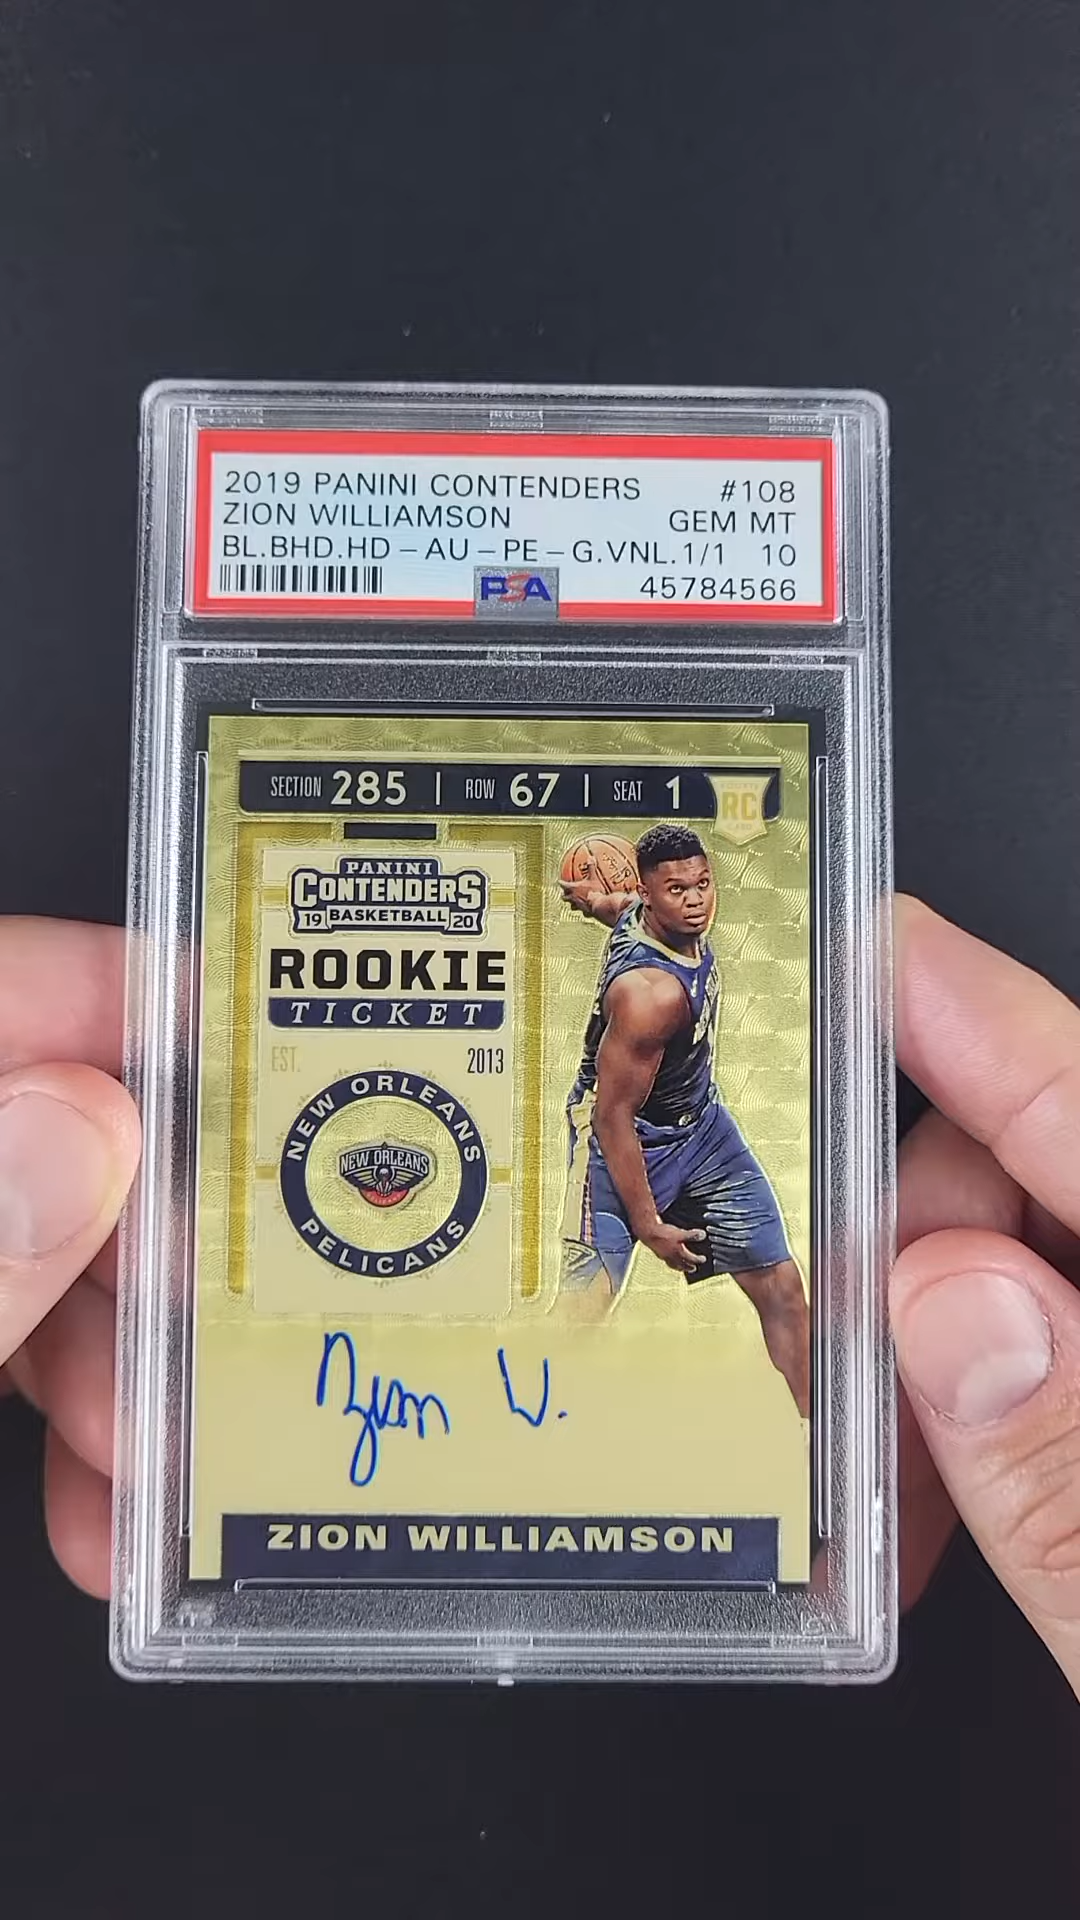 2019 PANINI CONTENDERS #108
ZION WILLIAMSON GEM MT
BL.BHD.HD-AU-PE-G.VNL.1/1 10
PSA 45784566
SECTION 285 | ROW 67 | SEAT 1
RC
PANINI
CONTENDERS
19 BASKETBALL 20
ROOKIE
TICKET
EST. 2013
NEW ORLEANS
NEW ORLEANS
PELICANS
Zion W.
ZION WILLIAMSON